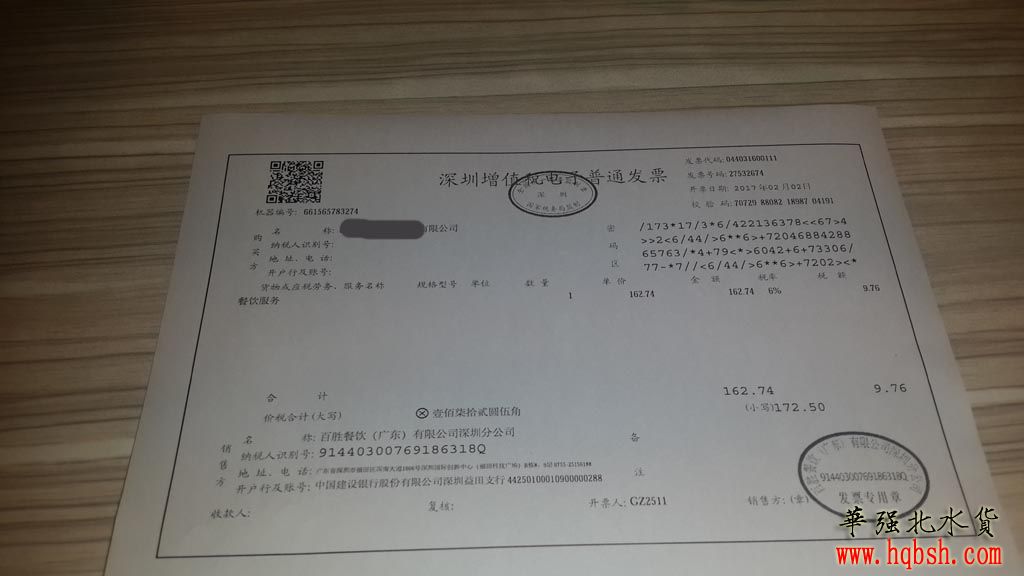 深圳增值税电子普通发票
发票代码: 044031600111
发票号码: 27532674
开票日期: 2017年02月02日
校 验 码: 70729 88082 18987 04191
机器编号: 661565783274
购买方
名 称: 有限公司
纳税人识别号:
地 址、电 话:
开户行及账号:
密码区
/173*17/3*6/422136378<<67>4
>>2<6/44/>6**6>+72046884288
65763/*4+79<*>6042+6+73306/
77-*7//<6/44/>6**6>+7202><*
货物或应税劳务、服务名称 规格型号 单位 数 量 单 价 金 额 税率 税 额
餐饮服务 1 162.74 162.74 6% 9.76
合 计 162.74 9.76
价税合计(大写) ⊗壹佰柒拾贰圆伍角 (小写)172.50
销售方
名 称: 百胜餐饮（广东）有限公司深圳分公司
纳税人识别号: 91440300769186318Q
地 址、电 话:
开户行及账号: 中国建设银行股份有限公司深圳益田支行 44250100010900000288
备注
收款人: 复核: 开票人: GZ2511 销售方: (章)
91440300769186318Q
发票专用章
華强北水貨
www.hqbsh.com